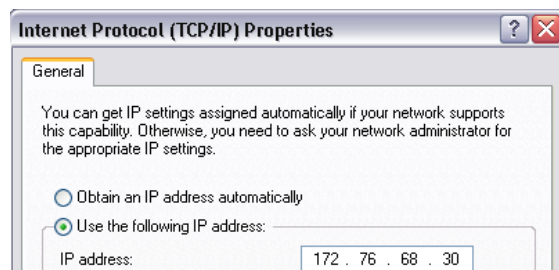 Internet Protocol (TCP/IP) Properties
General
You can get IP settings assigned automatically if your network supports
this capability. Otherwise, you need to ask your network administrator for
the appropriate IP settings.
Obtain an IP address automatically
Use the following IP address:
IP address: 172 . 76 . 68 . 30